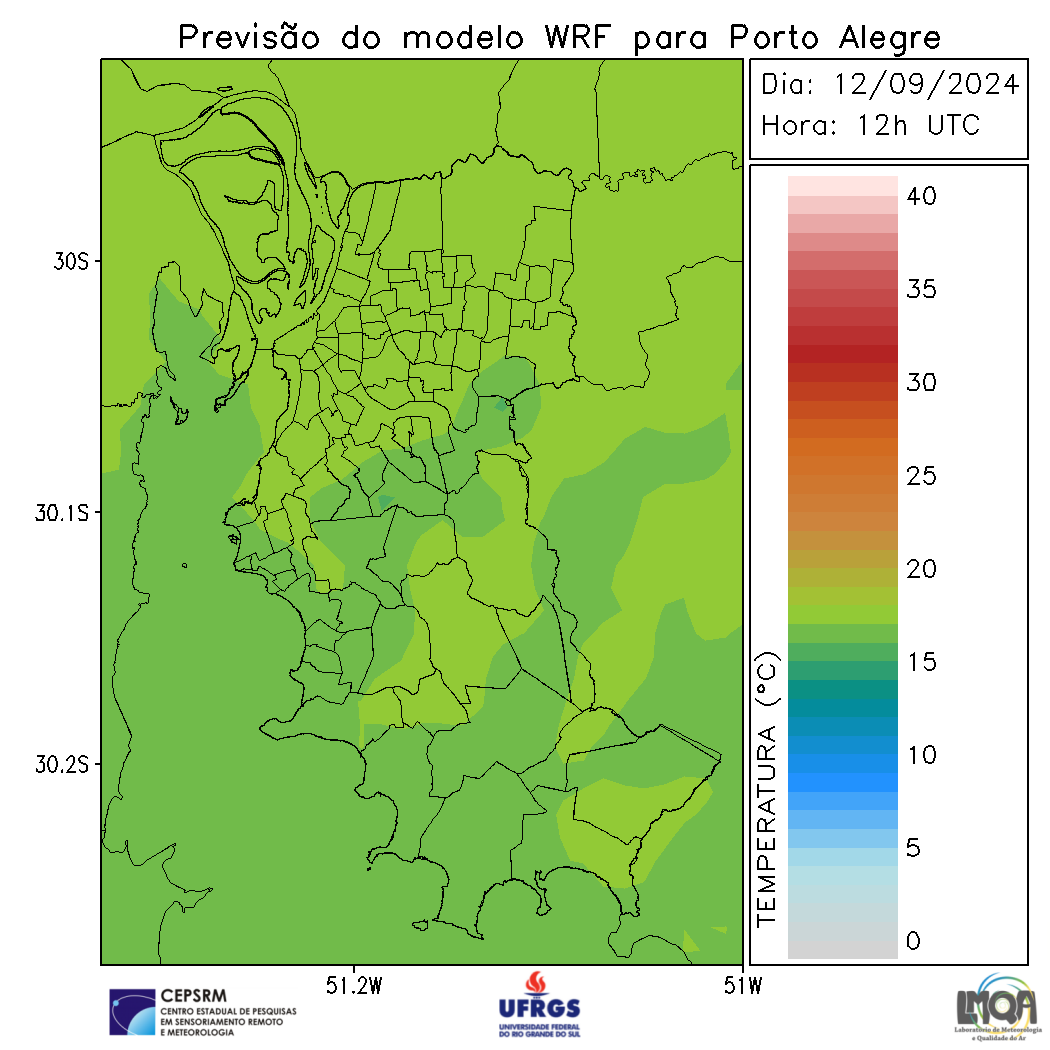 Previsão do modelo WRF para Porto Alegre
Dia: 12/09/2024
Hora: 12h UTC
40
35
30
25
20
15
10
5
0
TEMPERATURA (°C)
30S
30.1S
30.2S
51.2W
51W
CEPSRM
CENTRO ESTADUAL DE PESQUISAS
EM SENSORIAMENTO REMOTO
E METEOROLOGIA
UFRGS
UNIVERSIDADE FEDERAL
DO RIO GRANDE DO SUL
LMQA
Laboratório de Meteorologia
e Qualidade do Ar